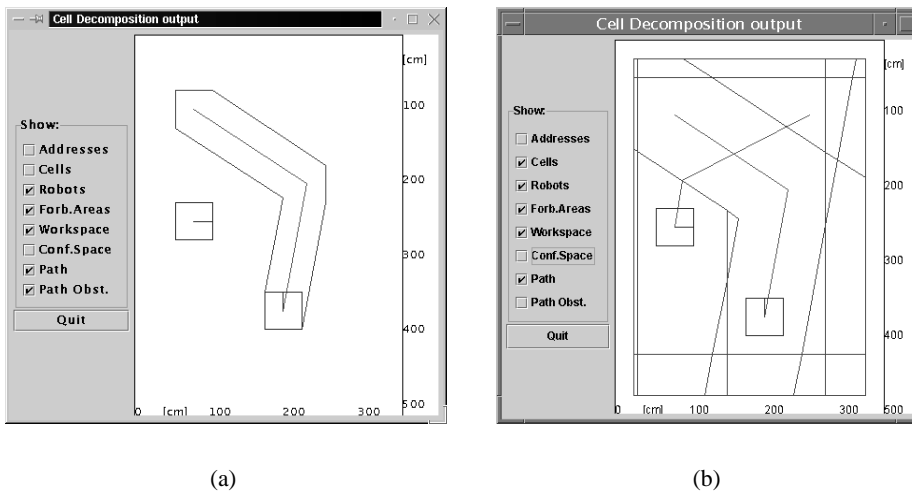 Cell Decomposition output
[cm]
100
200
300
400
500
0 [cm] 100 200 300
Show:
Addresses
Cells
Robots
Forb.Areas
Workspace
Conf.Space
Path
Path Obst.
Quit
(a)
Cell Decomposition output
[cm]
100
200
300
400
500
0 [cm] 100 200 300
Show:
Addresses
Cells
Robots
Forb.Areas
Workspace
Conf.Space
Path
Path Obst.
Quit
(b)